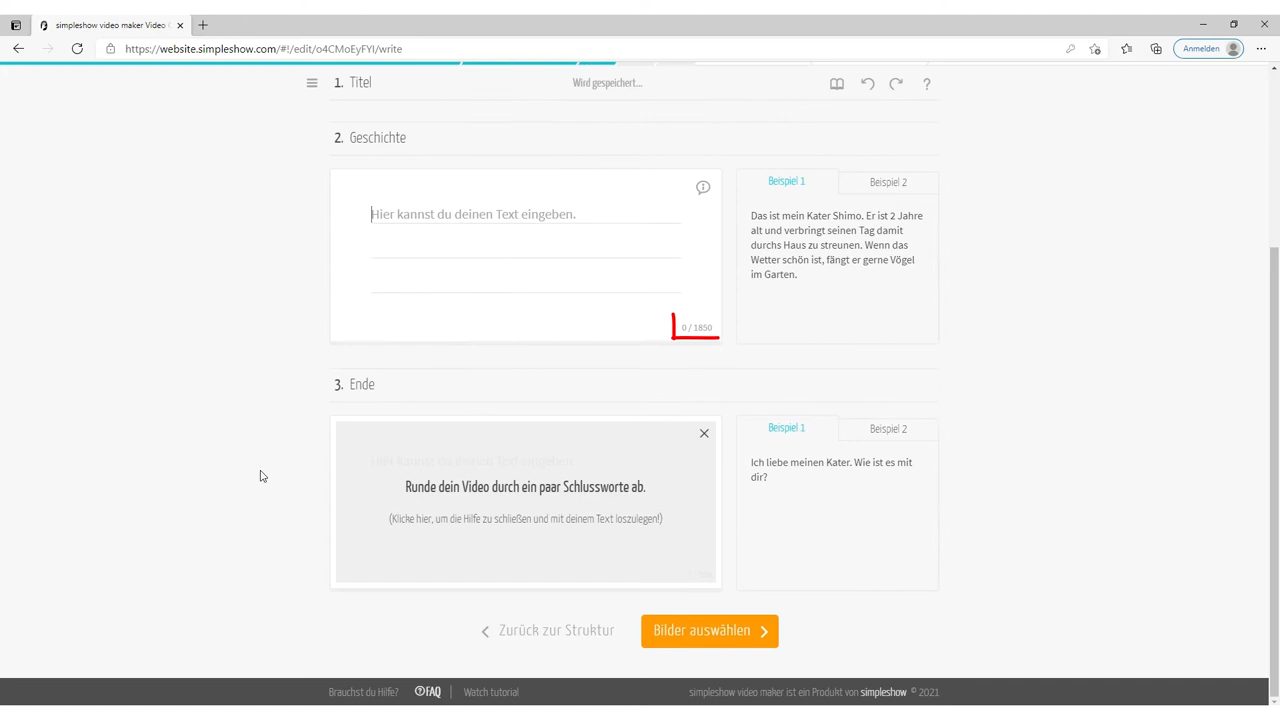 simpleshow video maker Video
https://website.simpleshow.com/#!/edit/o4CMoEyFYI/write
Anmelden
1. Titel
Wird gespeichert...
2. Geschichte
Hier kannst du deinen Text eingeben.
0 / 1850
Beispiel 1
Beispiel 2
Das ist mein Kater Shimo. Er ist 2 Jahre
alt und verbringt seinen Tag damit
durchs Haus zu streunen. Wenn das
Wetter schön ist, fängt er gerne Vögel
im Garten.
3. Ende
Hier kannst du deinen Text eingeben.
Runde dein Video durch ein paar Schlussworte ab.
(Klicke hier, um die Hilfe zu schließen und mit deinem Text loszulegen!)
Beispiel 1
Beispiel 2
Ich liebe meinen Kater. Wie ist es mit
dir?
Zurück zur Struktur
Bilder auswählen
Brauchst du Hilfe?
FAQ
Watch tutorial
simpleshow video maker ist ein Produkt von simpleshow © 2021